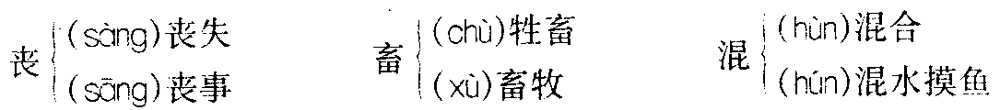 丧 (sàng)丧失 (sāng)丧事
畜 (chù)牲畜 (xù)畜牧
混 (hùn)混合 (hún)混水摸鱼